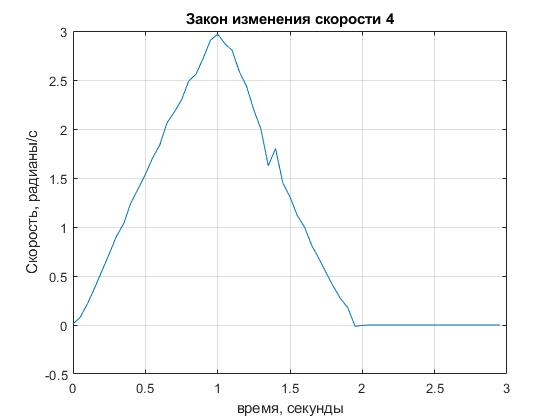 Закон изменения скорости 4
3
2.5
2
1.5
1
0.5
0
-0.5
Скорость, радианы/с
0 0.5 1 1.5 2 2.5 3
время, секунды